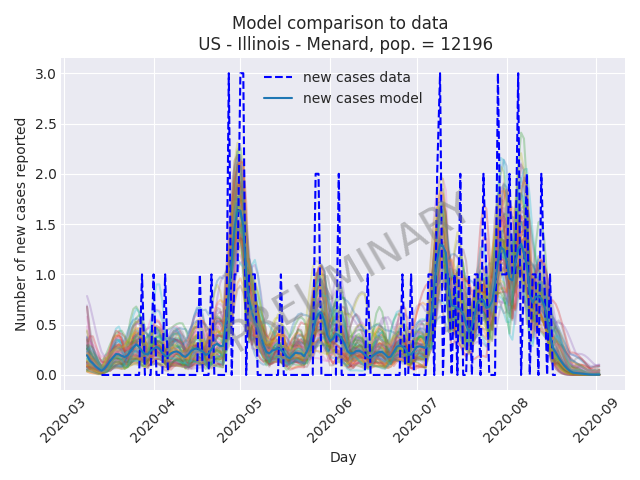 Model comparison to data
US - Illinois - Menard, pop. = 12196
new cases data
new cases model
PRELIMINARY
Number of new cases reported
3.0
2.5
2.0
1.5
1.0
0.5
0.0
2020-03
2020-04
2020-05
2020-06
2020-07
2020-08
2020-09
Day